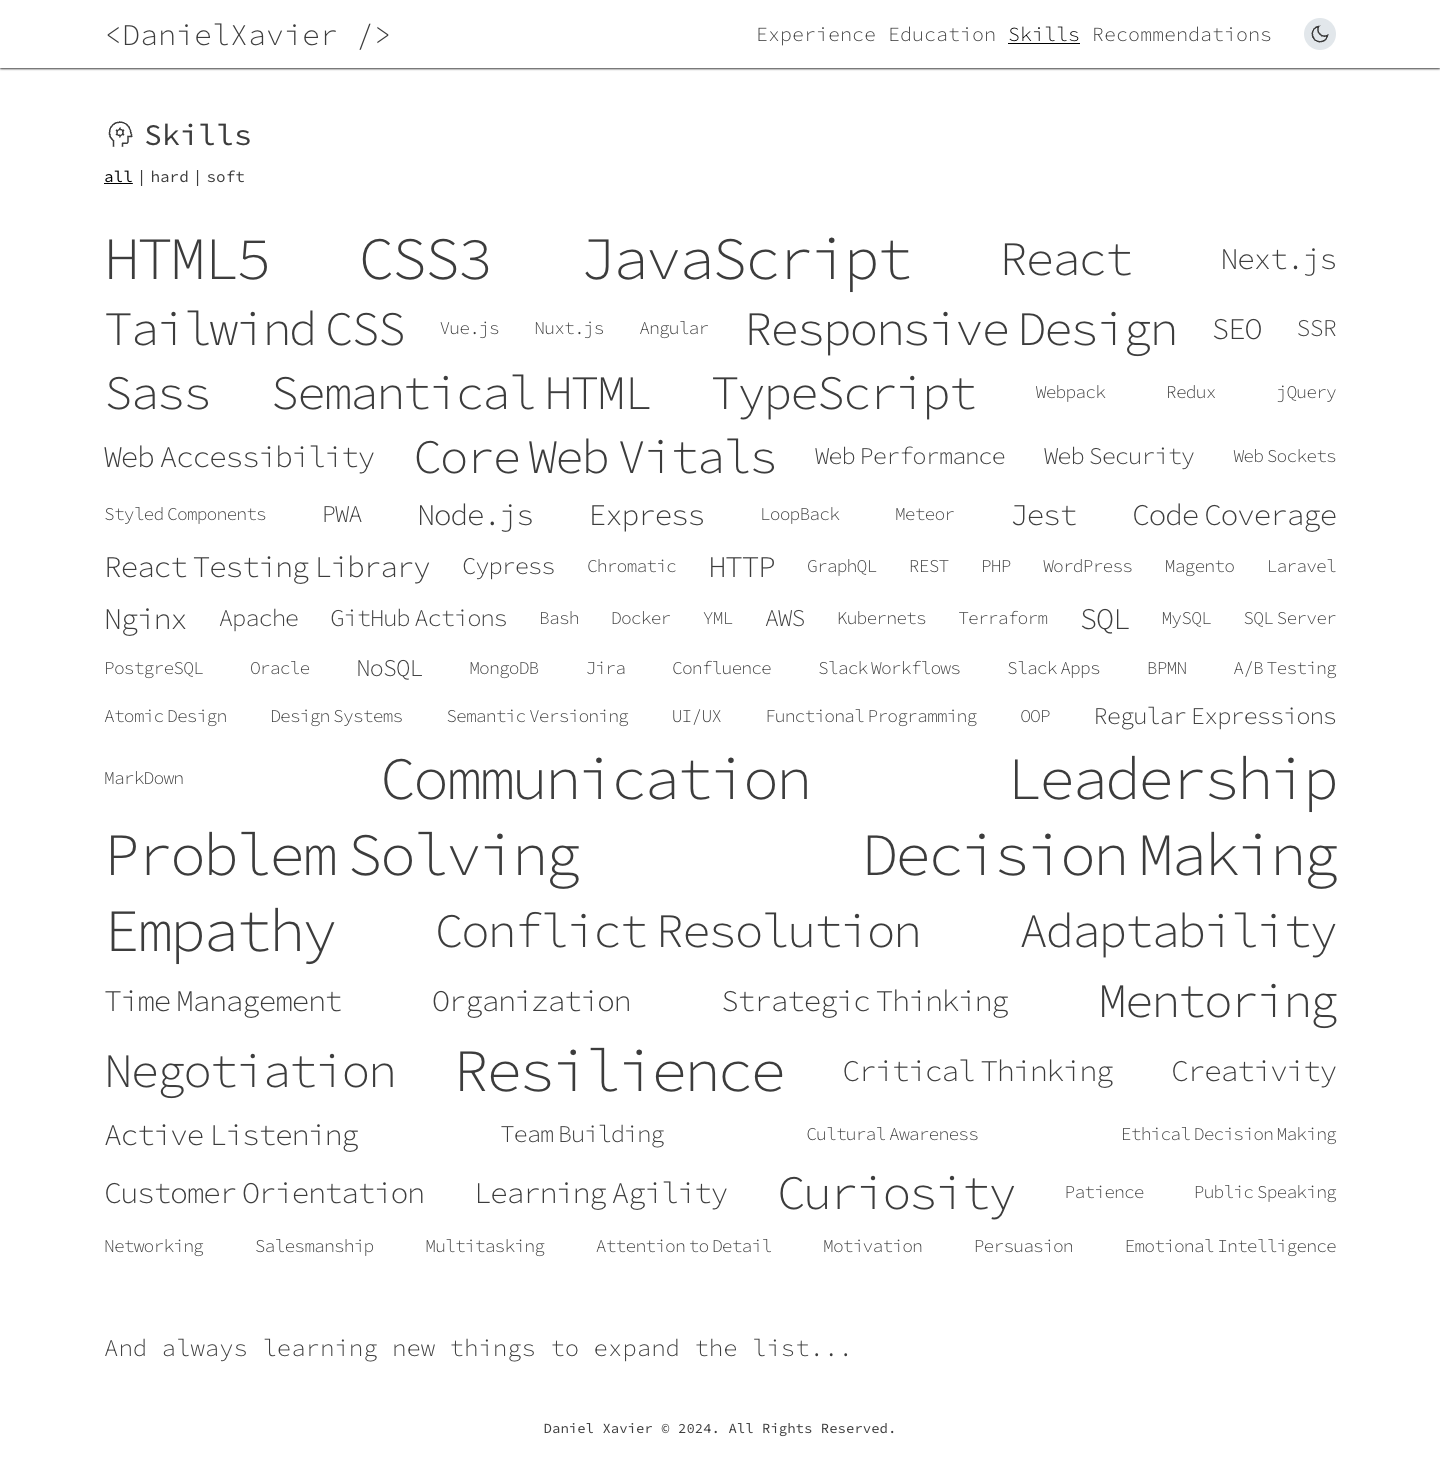 <DanielXavier /> Experience Education Skills Recommendations
Skills
all | hard | soft
HTML5 CSS3 JavaScript React Next.js
Tailwind CSS Vue.js Nuxt.js Angular Responsive Design SEO SSR
Sass Semantical HTML TypeScript Webpack Redux jQuery
Web Accessibility Core Web Vitals Web Performance Web Security Web Sockets
Styled Components PWA Node.js Express LoopBack Meteor Jest Code Coverage
React Testing Library Cypress Chromatic HTTP GraphQL REST PHP WordPress Magento Laravel
Nginx Apache GitHub Actions Bash Docker YML AWS Kubernets Terraform SQL MySQL SQL Server
PostgreSQL Oracle NoSQL MongoDB Jira Confluence Slack Workflows Slack Apps BPMN A/B Testing
Atomic Design Design Systems Semantic Versioning UI/UX Functional Programming OOP Regular Expressions
MarkDown Communication Leadership
Problem Solving Decision Making
Empathy Conflict Resolution Adaptability
Time Management Organization Strategic Thinking Mentoring
Negotiation Resilience Critical Thinking Creativity
Active Listening Team Building Cultural Awareness Ethical Decision Making
Customer Orientation Learning Agility Curiosity Patience Public Speaking
Networking Salesmanship Multitasking Attention to Detail Motivation Persuasion Emotional Intelligence
And always learning new things to expand the list...
Daniel Xavier © 2024. All Rights Reserved.